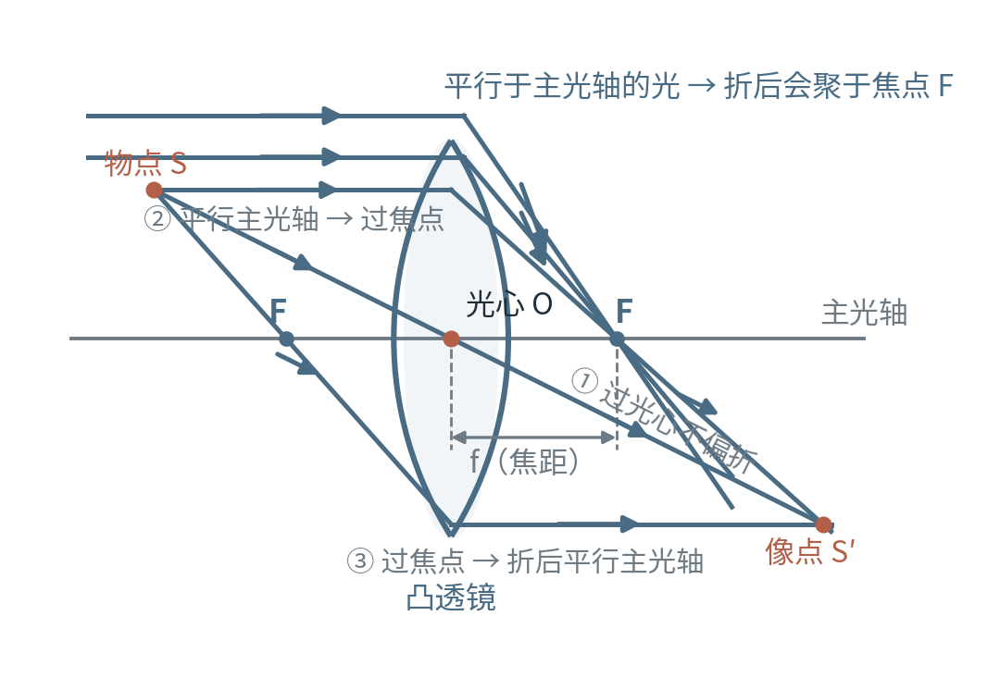 平行于主光轴的光 → 折后会聚于焦点 F
物点 S
② 平行主光轴 → 过焦点
光心 O
F
F
主光轴
① 过光心不偏折
f（焦距）
像点 S′
③ 过焦点 → 折后平行主光轴
凸透镜